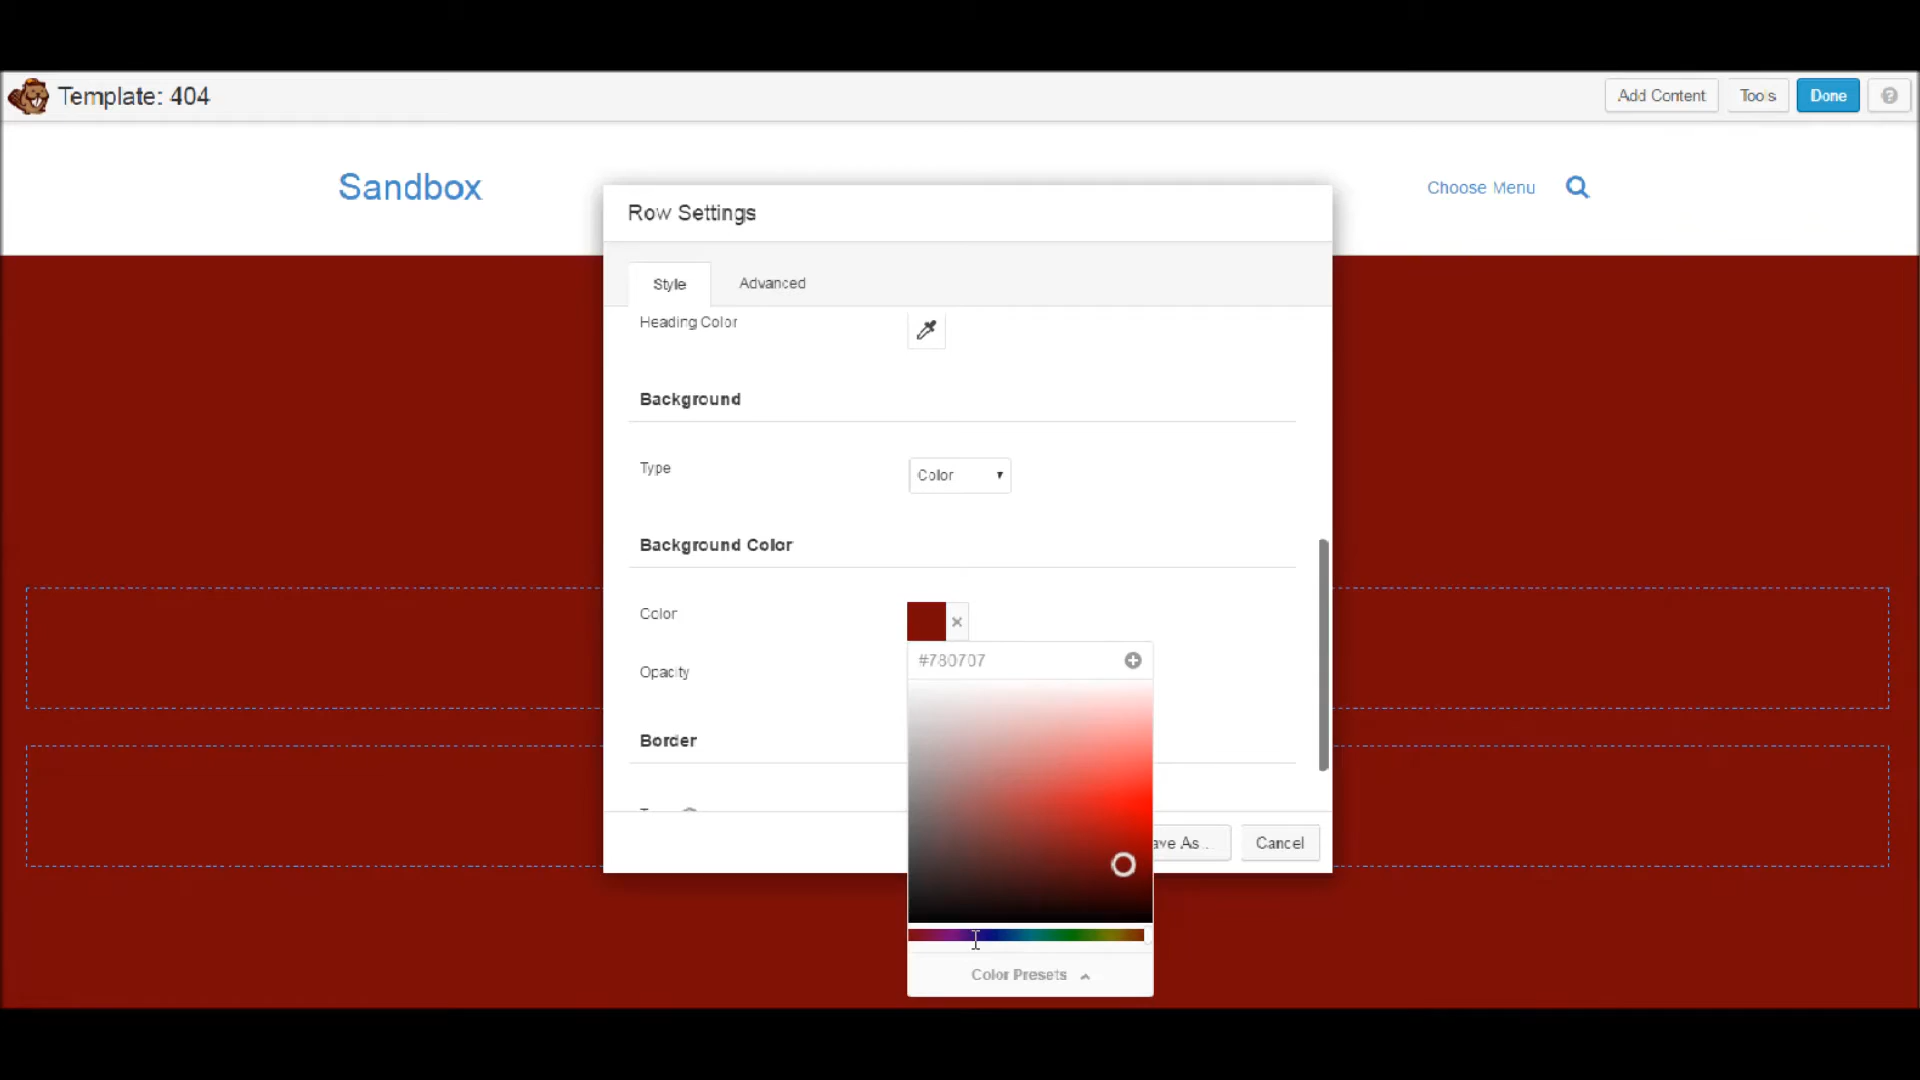 Template: 404
Add Content
Tools
Done
Sandbox
Choose Menu
Row Settings
Style
Advanced
Heading Color
Background
Type
Color
Background Color
Color
#780707
Opacity
Border
ave As...
Cancel
Color Presets